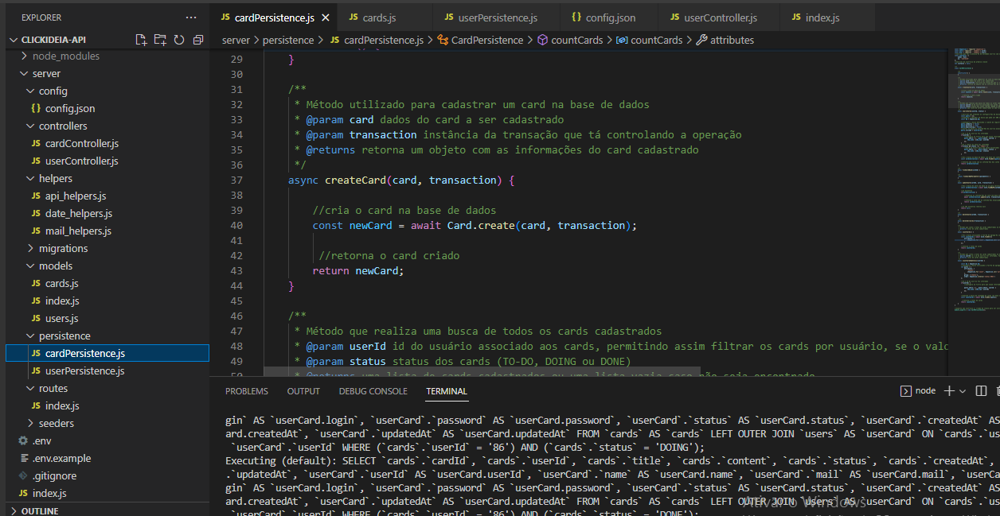 EXPLORER
CLICKIDEIA-API
node_modules
server
config
{} config.json
controllers
JS cardController.js
JS userController.js
helpers
JS api_helpers.js
JS date_helpers.js
JS mail_helpers.js
migrations
models
JS cards.js
JS index.js
JS users.js
persistence
JS cardPersistence.js
JS userPersistence.js
routes
JS index.js
seeders
.env
.env.example
.gitignore
JS index.js
OUTLINE
JS cardPersistence.js JS cards.js JS userPersistence.js {} config.json JS userController.js JS index.js
server > persistence > JS cardPersistence.js > CardPersistence > countCards > countCards > attributes
29 }
30
31 /**
32 * Método utilizado para cadastrar um card na base de dados
33 * @param card dados do card a ser cadastrado
34 * @param transaction instância da transação que tá controlando a operação
35 * @returns retorna um objeto com as informações do card cadastrado
36 */
37 async createCard(card, transaction) {
38
39 //cria o card na base de dados
40 const newCard = await Card.create(card, transaction);
41
42 //retorna o card criado
43 return newCard;
44 }
45
46 /**
47 * Método que realiza uma busca de todos os cards cadastrados
48 * @param userId id do usuário associado aos cards, permitindo assim filtrar os cards por usuário, se o valo
49 * @param status status dos cards (TO-DO, DOING ou DONE)
50 * @returns uma lista de cards cadastrados ou uma lista vazia caso não seja encontrado
PROBLEMS OUTPUT DEBUG CONSOLE TERMINAL node
gin` AS `userCard.login`, `userCard`.`password` AS `userCard.password`, `userCard`.`status` AS `userCard.status`, `userCard`.`createdAt` AS
ard.createdAt`, `userCard`.`updatedAt` AS `userCard.updatedAt` FROM `cards` AS `cards` LEFT OUTER JOIN `users` AS `userCard` ON `cards`.`us
`userCard`.`userId` WHERE (`cards`.`userId` = '86') AND (`cards`.`status` = 'DOING');
Executing (default): SELECT `cards`.`cardId`, `cards`.`userId`, `cards`.`title`, `cards`.`content`, `cards`.`status`, `cards`.`createdAt`,
.`updatedAt`, `userCard`.`userId` AS `userCard.userId`, `userCard`.`name` AS `userCard.name`, `userCard`.`mail` AS `userCard.mail`, `userCa
gin` AS `userCard.login`, `userCard`.`password` AS `userCard.password`, `userCard`.`status` AS `userCard.status`, `userCard`.`createdAt` AS
ard.createdAt`, `userCard`.`updatedAt` AS `userCard.updatedAt` FROM `cards` AS `cards` LEFT OUTER JOIN `users` AS `userCard` ON `cards`.`us
`userCard`.`userId` WHERE (`cards`.`userId` = '86') AND (`cards`.`status` = 'DONE');
Ativar o Windows